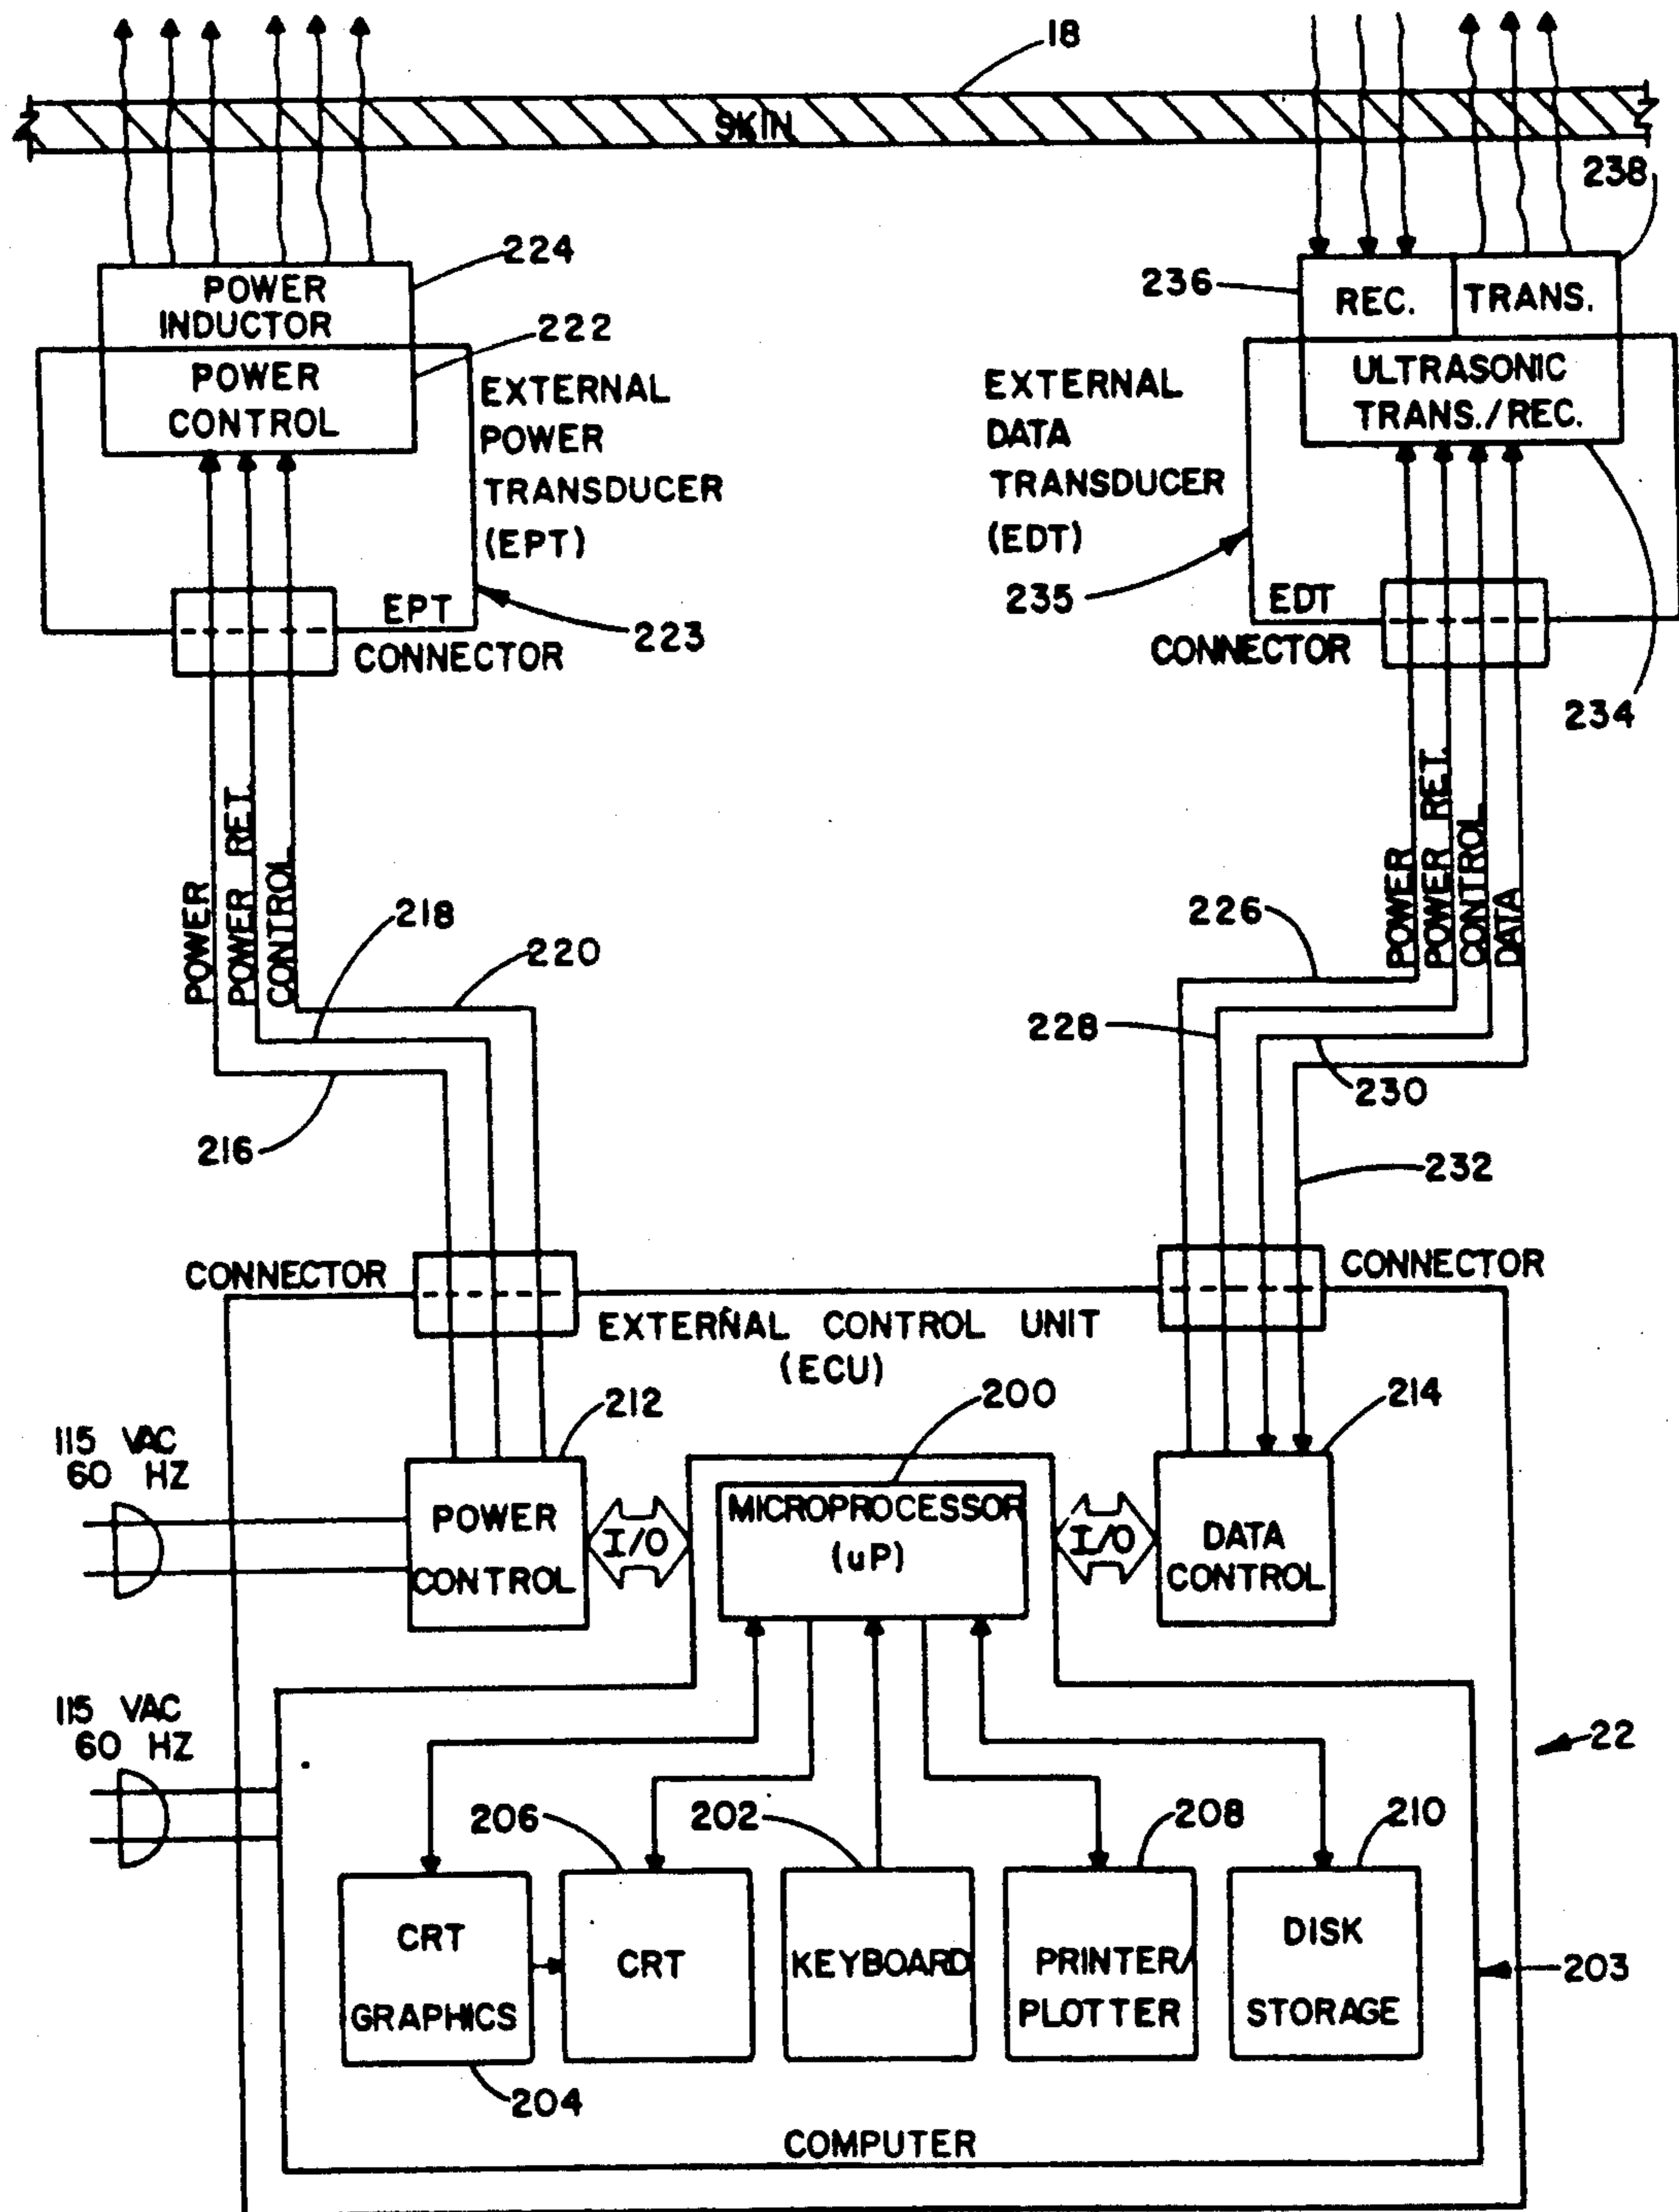 18
SKIN
238
224
POWER
INDUCTOR
222
POWER
CONTROL
EXTERNAL
POWER
TRANSDUCER
(EPT)
EPT
CONNECTOR
223
236
REC.
TRANS.
ULTRASONIC
TRANS./REC.
EXTERNAL
DATA
TRANSDUCER
(EDT)
235
EDT
CONNECTOR
234
POWER
POWER RET.
CONTROL
218
220
216
POWER
POWER RET.
CONTROL
DATA
226
228
230
232
CONNECTOR
CONNECTOR
EXTERNAL CONTROL UNIT
(ECU)
212
200
214
115 VAC
60 HZ
POWER
CONTROL
I/O
MICROPROCESSOR
(uP)
I/O
DATA
CONTROL
115 VAC
60 HZ
22
206
202
208
210
CRT
GRAPHICS
CRT
KEYBOARD
PRINTER/
PLOTTER
DISK
STORAGE
203
204
COMPUTER